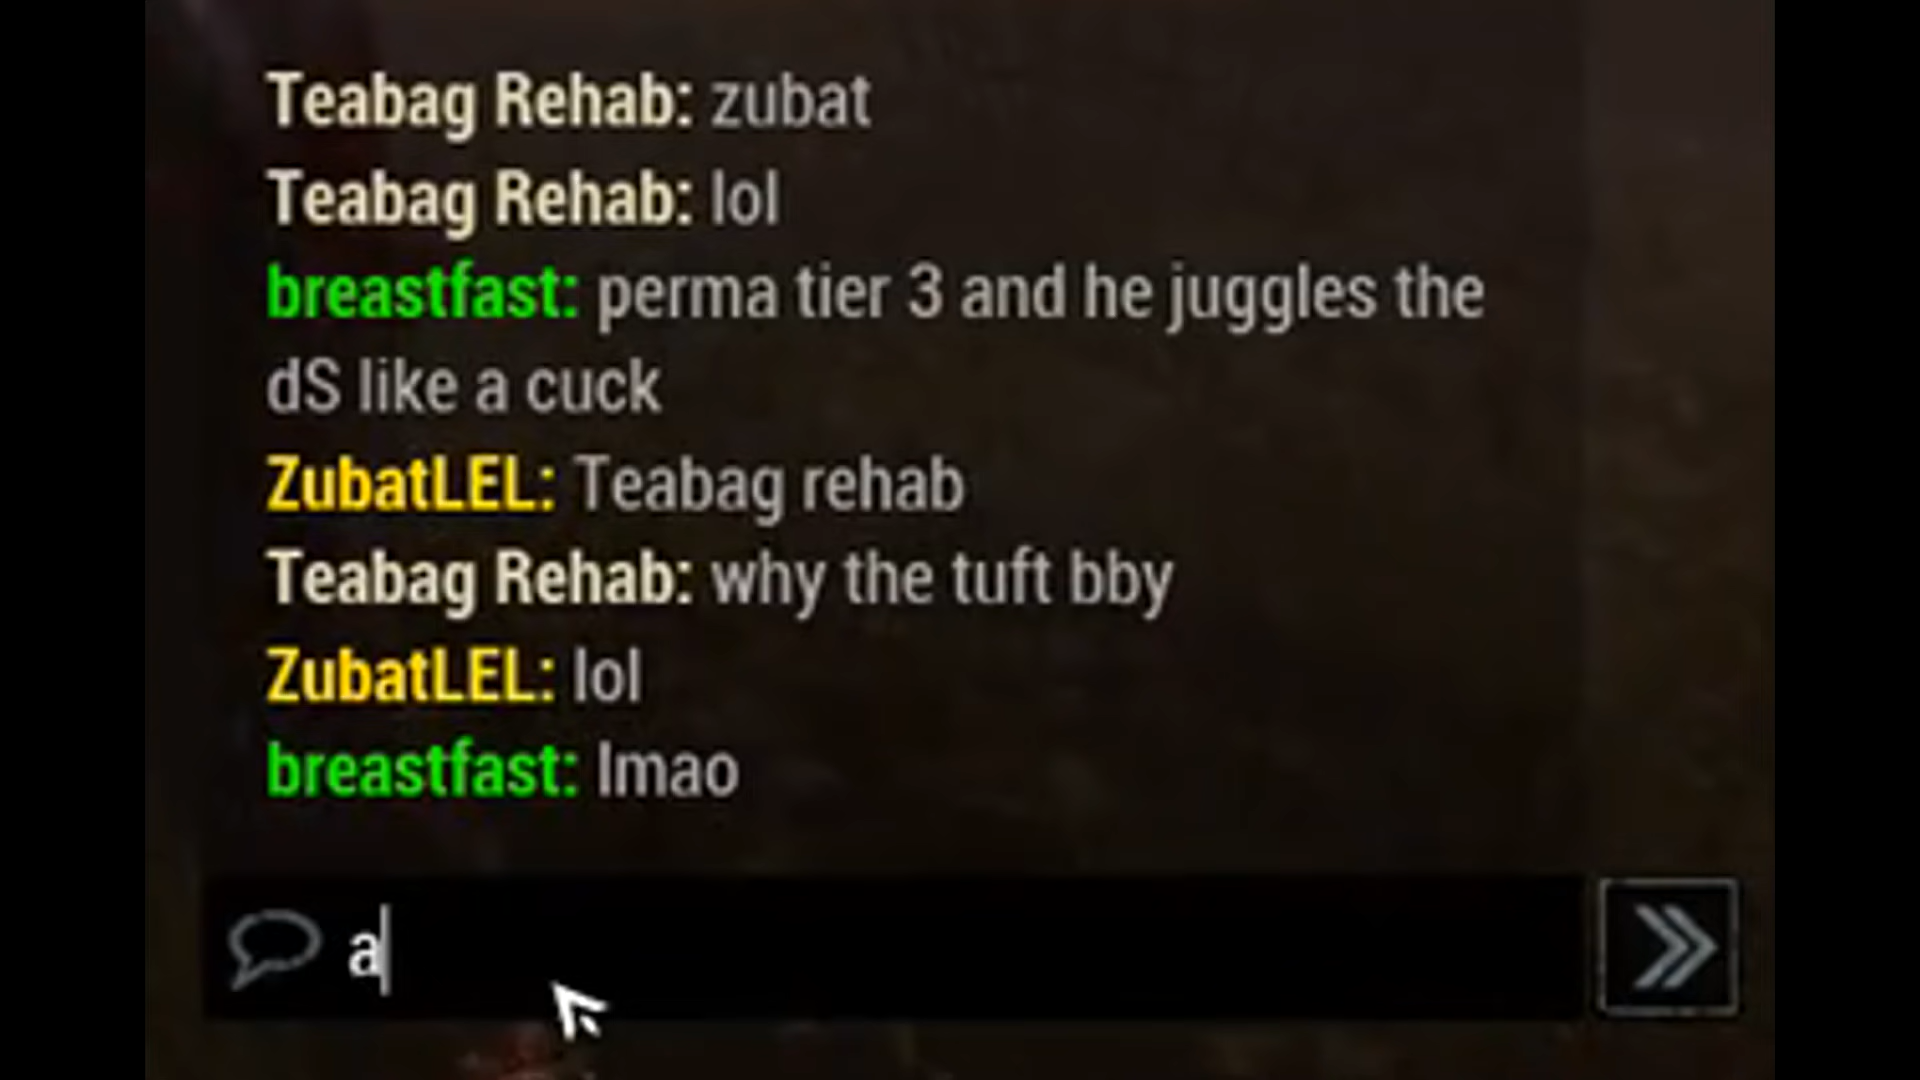 Teabag Rehab: zubat
Teabag Rehab: lol
breastfast: perma tier 3 and he juggles the
dS like a cuck
ZubatLEL: Teabag rehab
Teabag Rehab: why the tuft bby
ZubatLEL: lol
breastfast: lmao
a